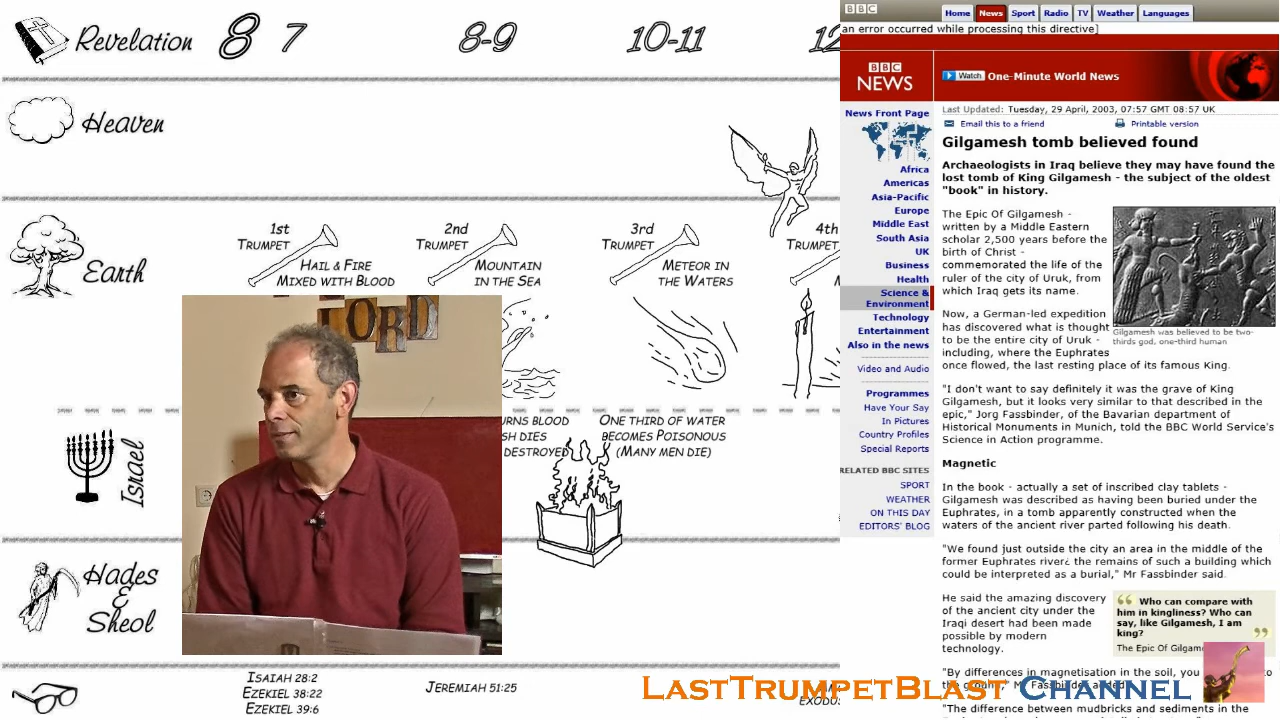 Revelation 8 7 8-9 10-11 12
Heaven
1st
TRUMPET
HAIL & FIRE
MIXED WITH BLOOD
2nd
TRUMPET
MOUNTAIN
IN THE SEA
3rd
TRUMPET
METEOR IN
THE WATERS
4th
TRUMPET
Earth
LORD
URNS BLOOD
SH DIES
DESTROYED
ONE THIRD OF WATER
BECOMES POISONOUS
(MANY MEN DIE)
Israel
Hades
&
Sheol
ISAIAH 28:2
EZEKIEL 38:22
EZEKIEL 39:6
JEREMIAH 51:25
EXODUS
BBC
Home News Sport Radio TV Weather Languages
an error occurred while processing this directive]
BBC
NEWS
Watch One-Minute World News
News Front Page
Africa
Americas
Asia-Pacific
Europe
Middle East
South Asia
UK
Business
Health
Science &
Environment
Technology
Entertainment
Also in the news
Video and Audio
Programmes
Have Your Say
In Pictures
Country Profiles
Special Reports
RELATED BBC SITES
SPORT
WEATHER
ON THIS DAY
EDITORS' BLOG
Last Updated: Tuesday, 29 April, 2003, 07:57 GMT 08:57 UK
Email this to a friend Printable version
Gilgamesh tomb believed found
Archaeologists in Iraq believe they may have found the
lost tomb of King Gilgamesh - the subject of the oldest
"book" in history.
The Epic Of Gilgamesh -
written by a Middle Eastern
scholar 2,500 years before the
birth of Christ -
commemorated the life of the
ruler of the city of Uruk, from
which Iraq gets its name.
Gilgamesh was believed to be two-
thirds god, one-third human
Now, a German-led expedition
has discovered what is thought
to be the entire city of Uruk -
including, where the Euphrates
once flowed, the last resting place of its famous King.
"I don't want to say definitely it was the grave of King
Gilgamesh, but it looks very similar to that described in the
epic," Jorg Fassbinder, of the Bavarian department of
Historical Monuments in Munich, told the BBC World Service's
Science in Action programme.
Magnetic
In the book - actually a set of inscribed clay tablets -
Gilgamesh was described as having been buried under the
Euphrates, in a tomb apparently constructed when the
waters of the ancient river parted following his death.
"We found just outside the city an area in the middle of the
former Euphrates river¿ the remains of such a building which
could be interpreted as a burial," Mr Fassbinder said.
He said the amazing discovery
of the ancient city under the
Iraqi desert had been made
possible by modern
technology.
Who can compare with
him in kingliness? Who can
say, like Gilgamesh, I am
king?
The Epic Of Gilgam
"By differences in magnetisation in the soil, you
Mr Fassbinder
"The difference between mudbricks and sediments in the
LASTTRUMPETBLAST CHANNEL